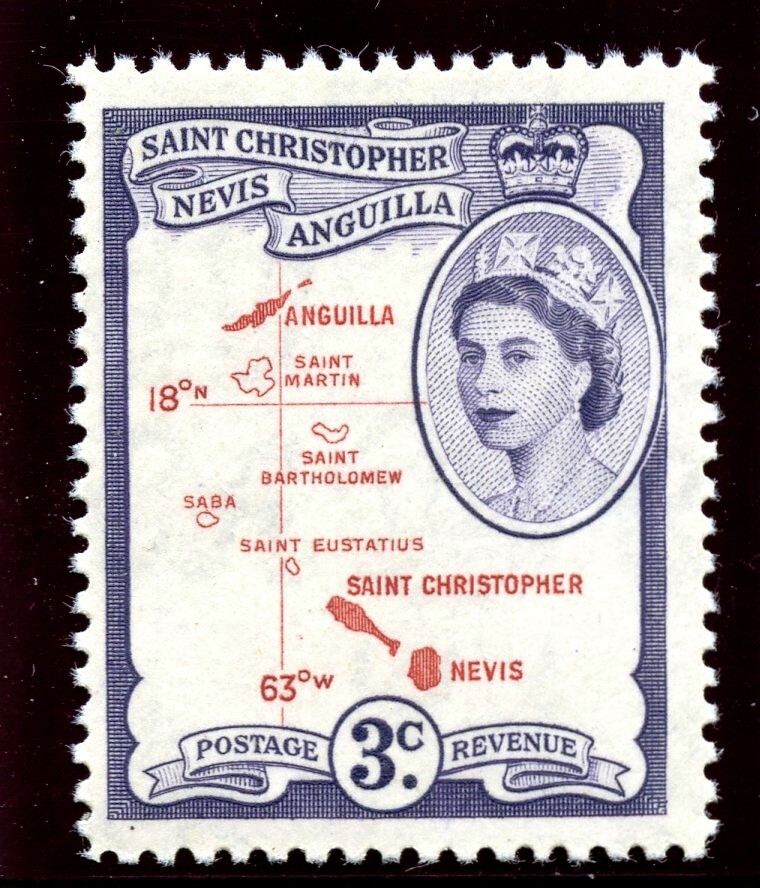 SAINT CHRISTOPHER
NEVIS
ANGUILLA
ANGUILLA
SAINT
MARTIN
18°N
SAINT
BARTHOLOMEW
SABA
SAINT EUSTATIUS
SAINT CHRISTOPHER
NEVIS
63°W
POSTAGE 3c. REVENUE